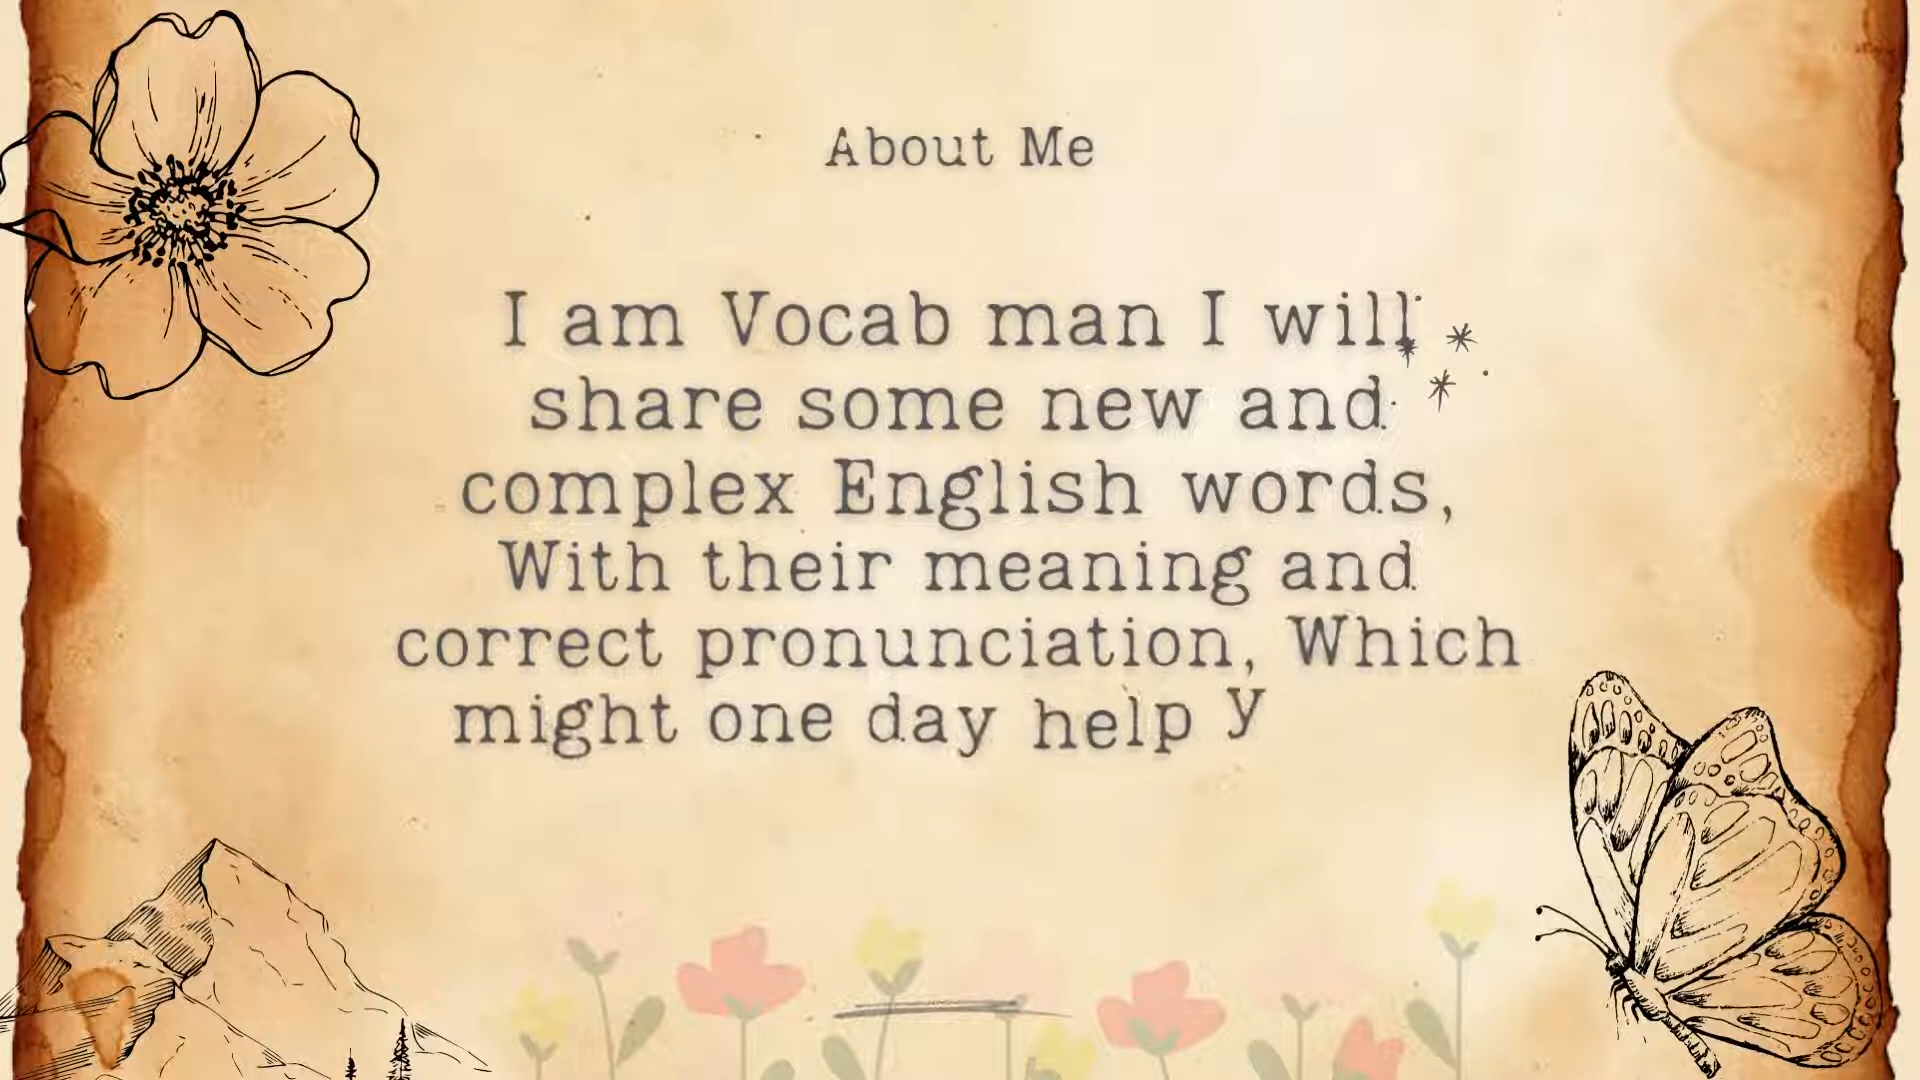 About Me
I am Vocab man I will
share some new and
complex English words,
With their meaning and
correct pronunciation, Which
might one day help y